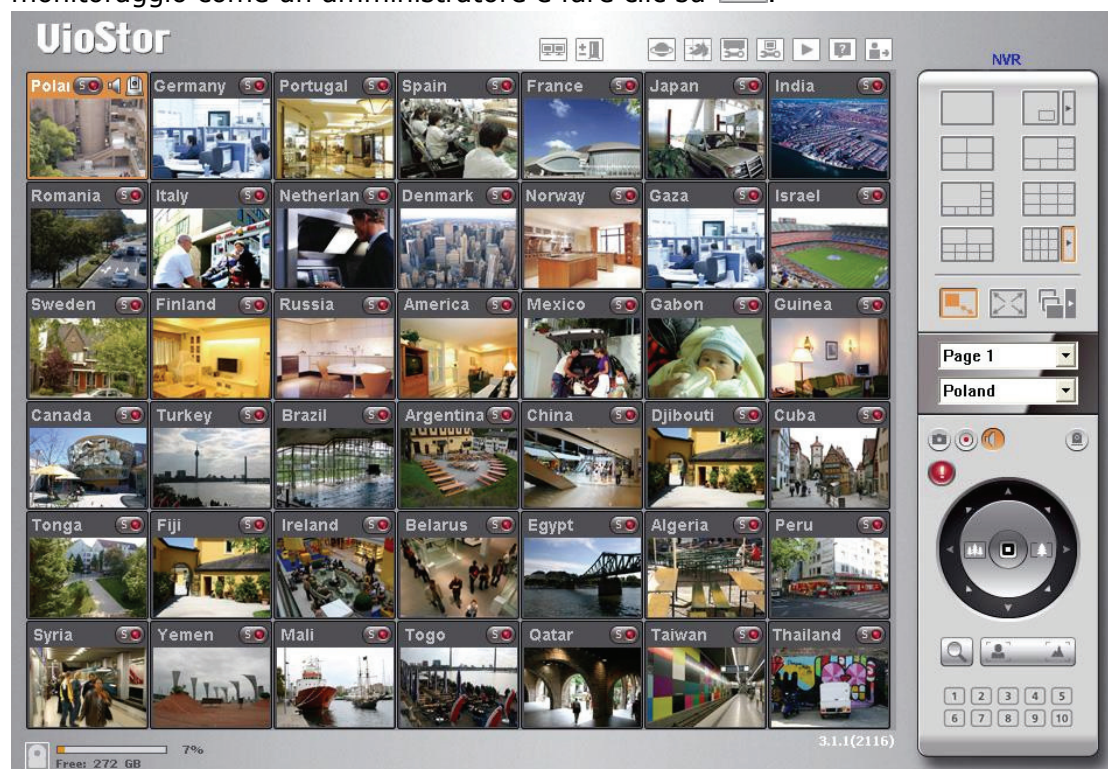 monitoraggio come un amministratore e fare clic su .
VioStor
NVR
Polar S
Germany S
Portugal S
Spain S
France S
Japan S
India S
Romania S
Italy S
Netherlan S
Denmark S
Norway S
Gaza S
Israel S
Sweden S
Finland S
Russia S
America S
Mexico S
Gabon S
Guinea S
Canada S
Turkey S
Brazil S
Argentina S
China S
Djibouti S
Cuba S
Tonga S
Fiji S
Ireland S
Belarus S
Egypt S
Algeria S
Peru S
Syria S
Yemen S
Mali S
Togo S
Qatar S
Taiwan S
Thailand S
Page 1
Poland
1 2 3 4 5
6 7 8 9 10
3.1.1(2116)
7%
Free: 272 GB